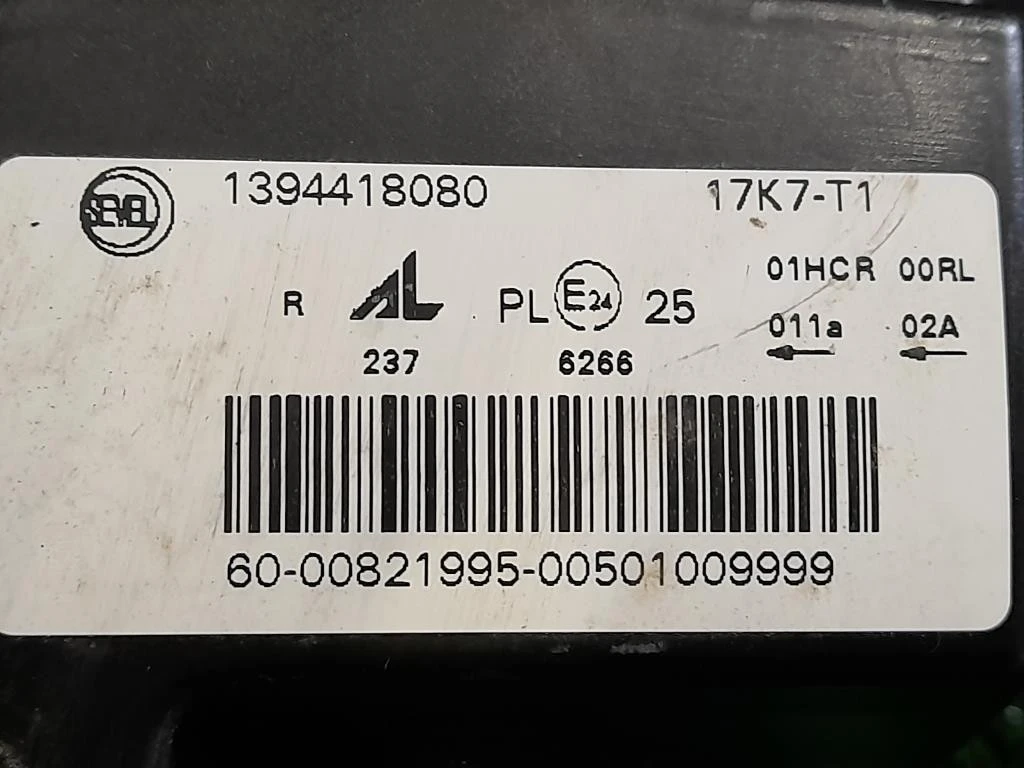 SEVEL 1394418080 17K7-T1
01HCR 00RL
R AL PL E24 25
011a 02A
237 6266
60-00821995-00501009999